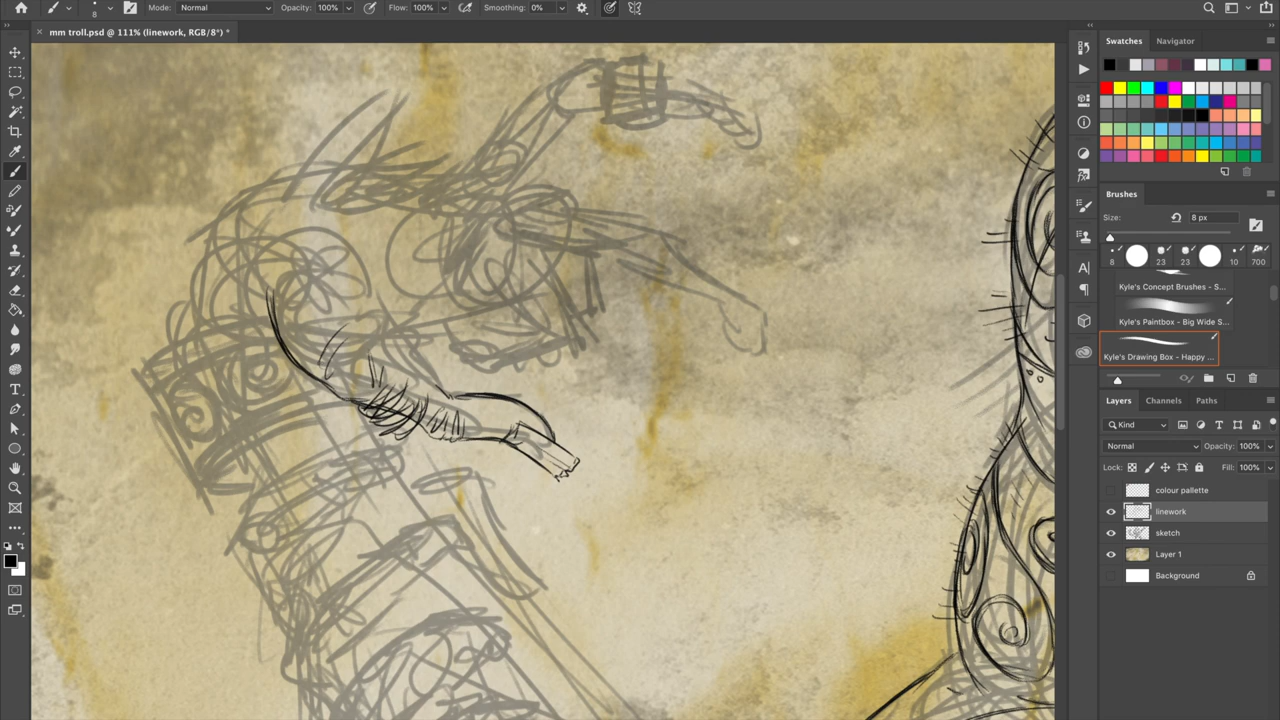 8
Mode:
Normal
Opacity:
100%
Flow:
100%
Smoothing:
0%
mm troll.psd @ 111% (linework, RGB/8*) *
Swatches
Navigator
Brushes
Size:
8 px
8
23
23
10
700
Kyle's Concept Brushes - S...
Kyle's Paintbox - Big Wide S...
Kyle's Drawing Box - Happy ...
Layers
Channels
Paths
Kind
Normal
Opacity:
100%
Lock:
Fill:
100%
colour pallette
linework
sketch
Layer 1
Background